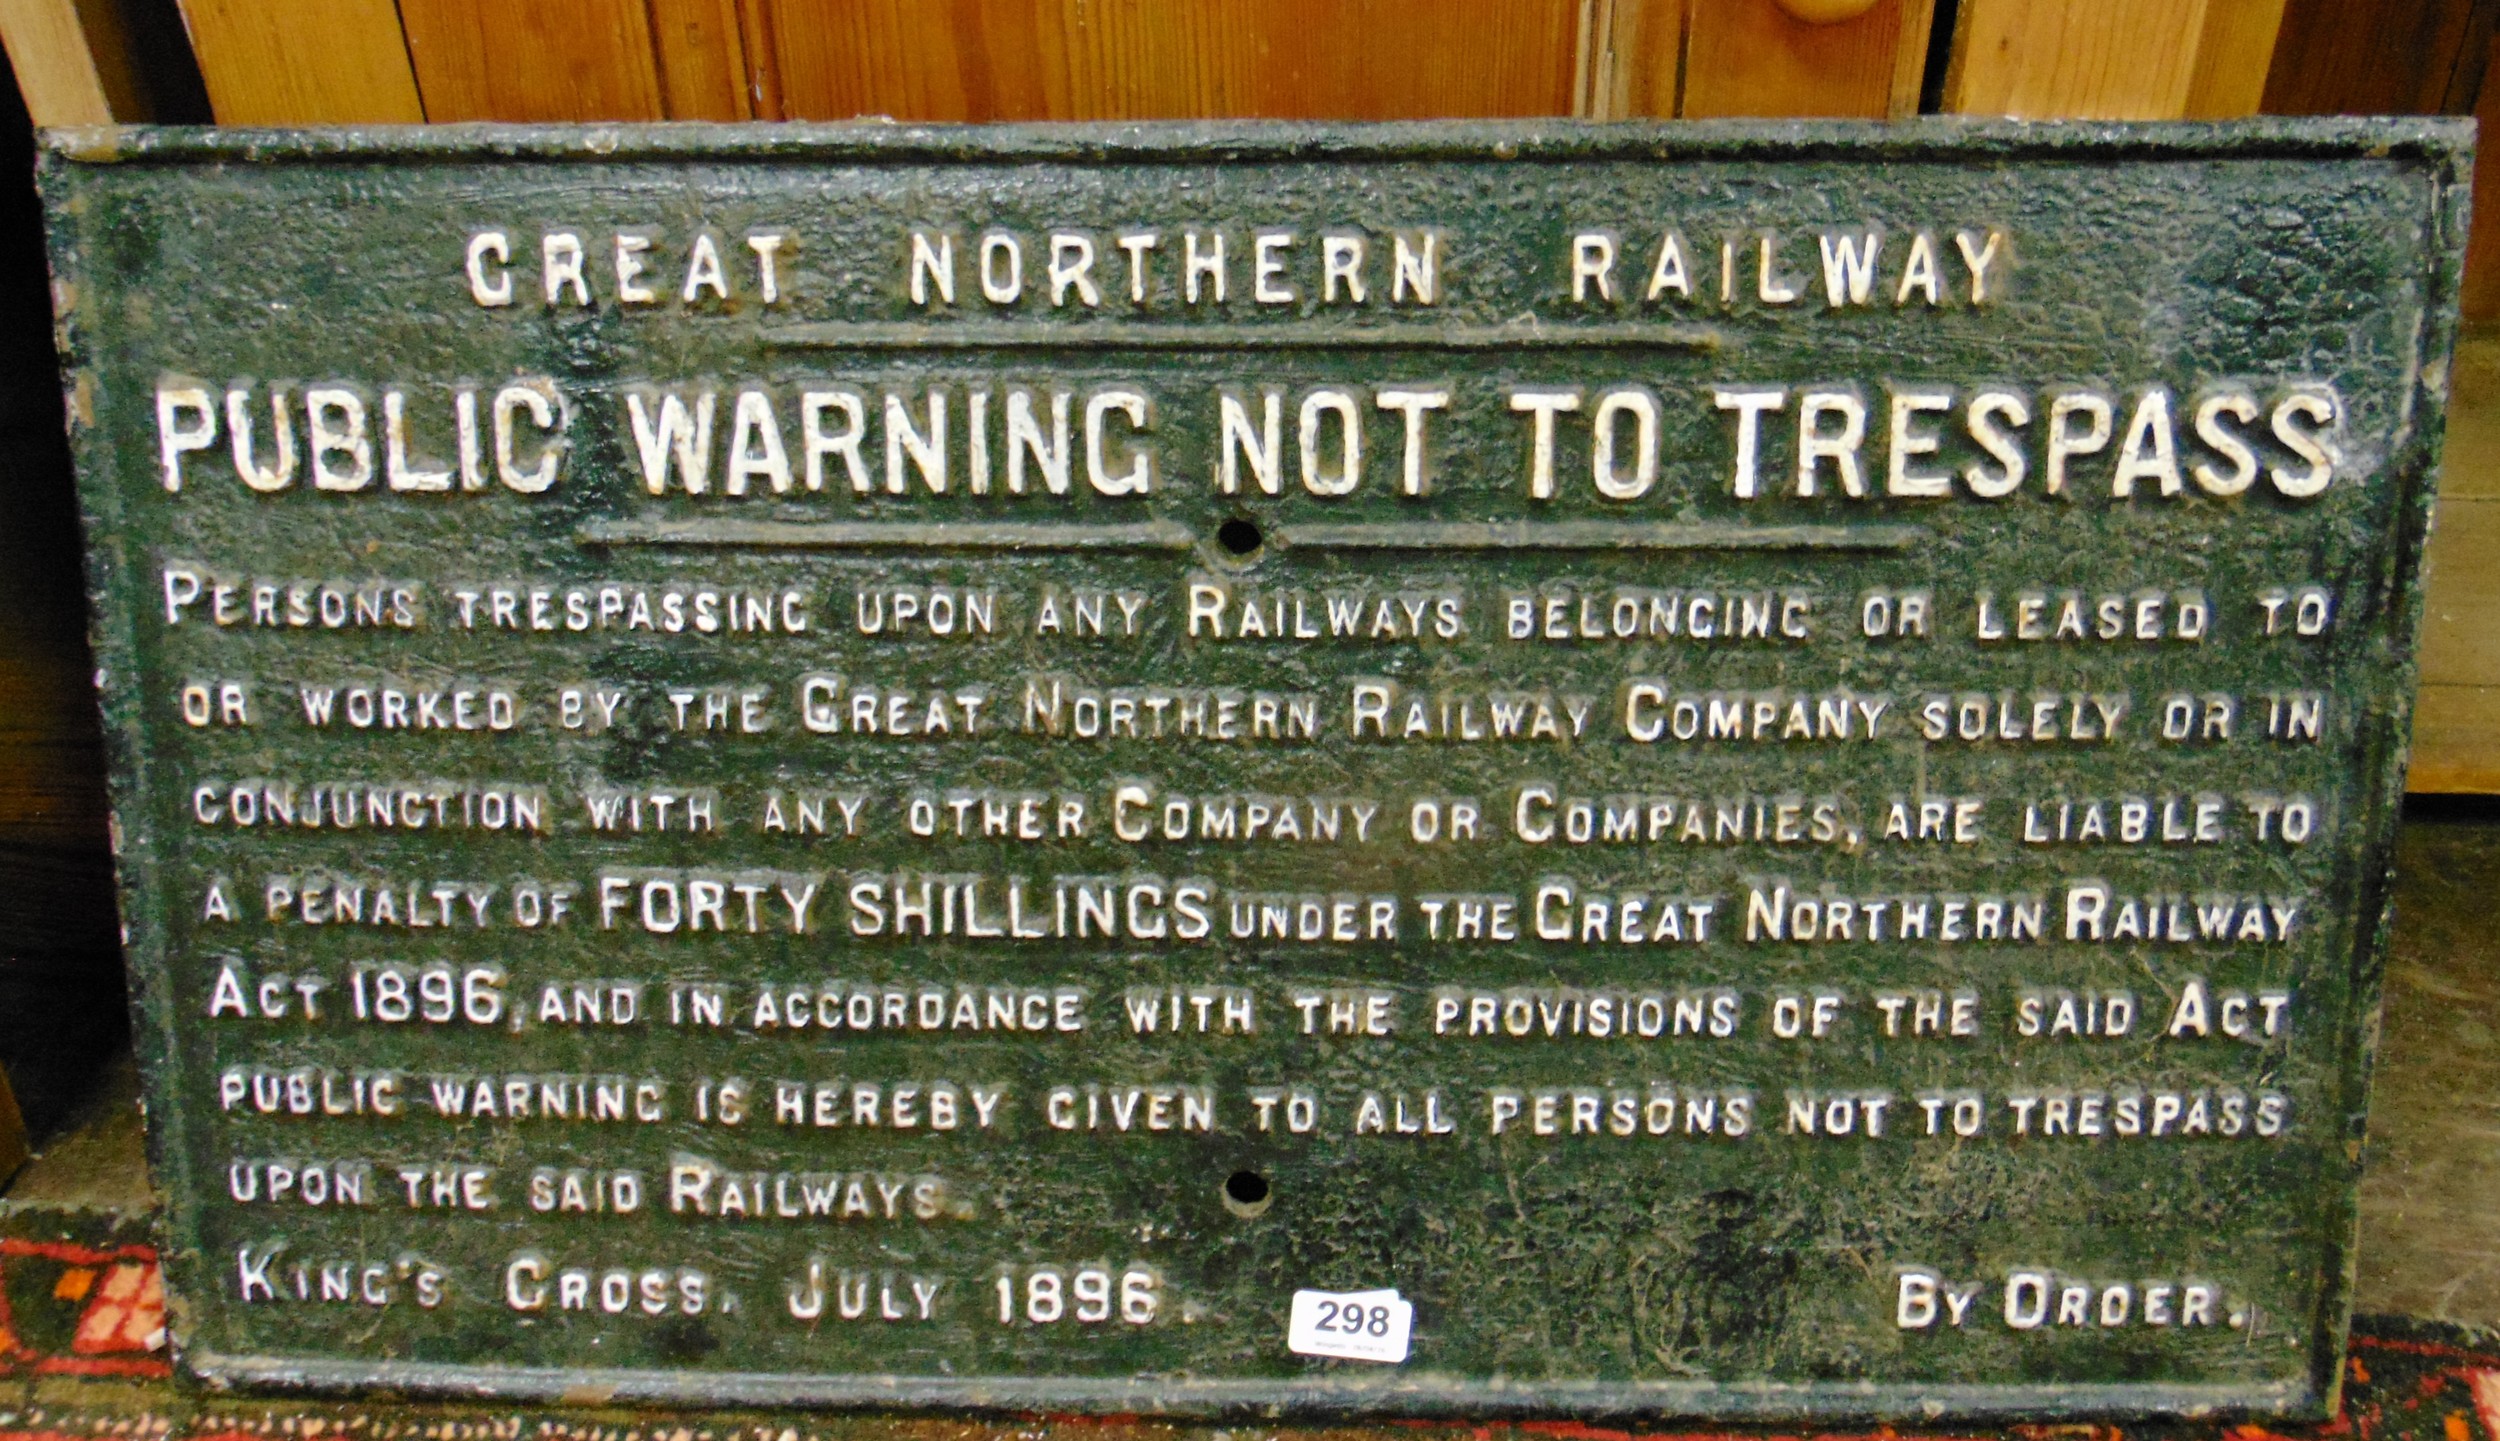 GREAT NORTHERN RAILWAY
PUBLIC WARNING NOT TO TRESPASS
PERSONS TRESPASSING UPON ANY RAILWAYS BELONGING OR LEASED TO
OR WORKED BY THE GREAT NORTHERN RAILWAY COMPANY SOLELY OR IN
CONJUNCTION WITH ANY OTHER COMPANY OR COMPANIES, ARE LIABLE TO
A PENALTY OF FORTY SHILLINGS UNDER THE GREAT NORTHERN RAILWAY
ACT 1896, AND IN ACCORDANCE WITH THE PROVISIONS OF THE SAID ACT
PUBLIC WARNING IS HEREBY GIVEN TO ALL PERSONS NOT TO TRESPASS
UPON THE SAID RAILWAYS.
KING'S CROSS, JULY 1896. BY ORDER.
298